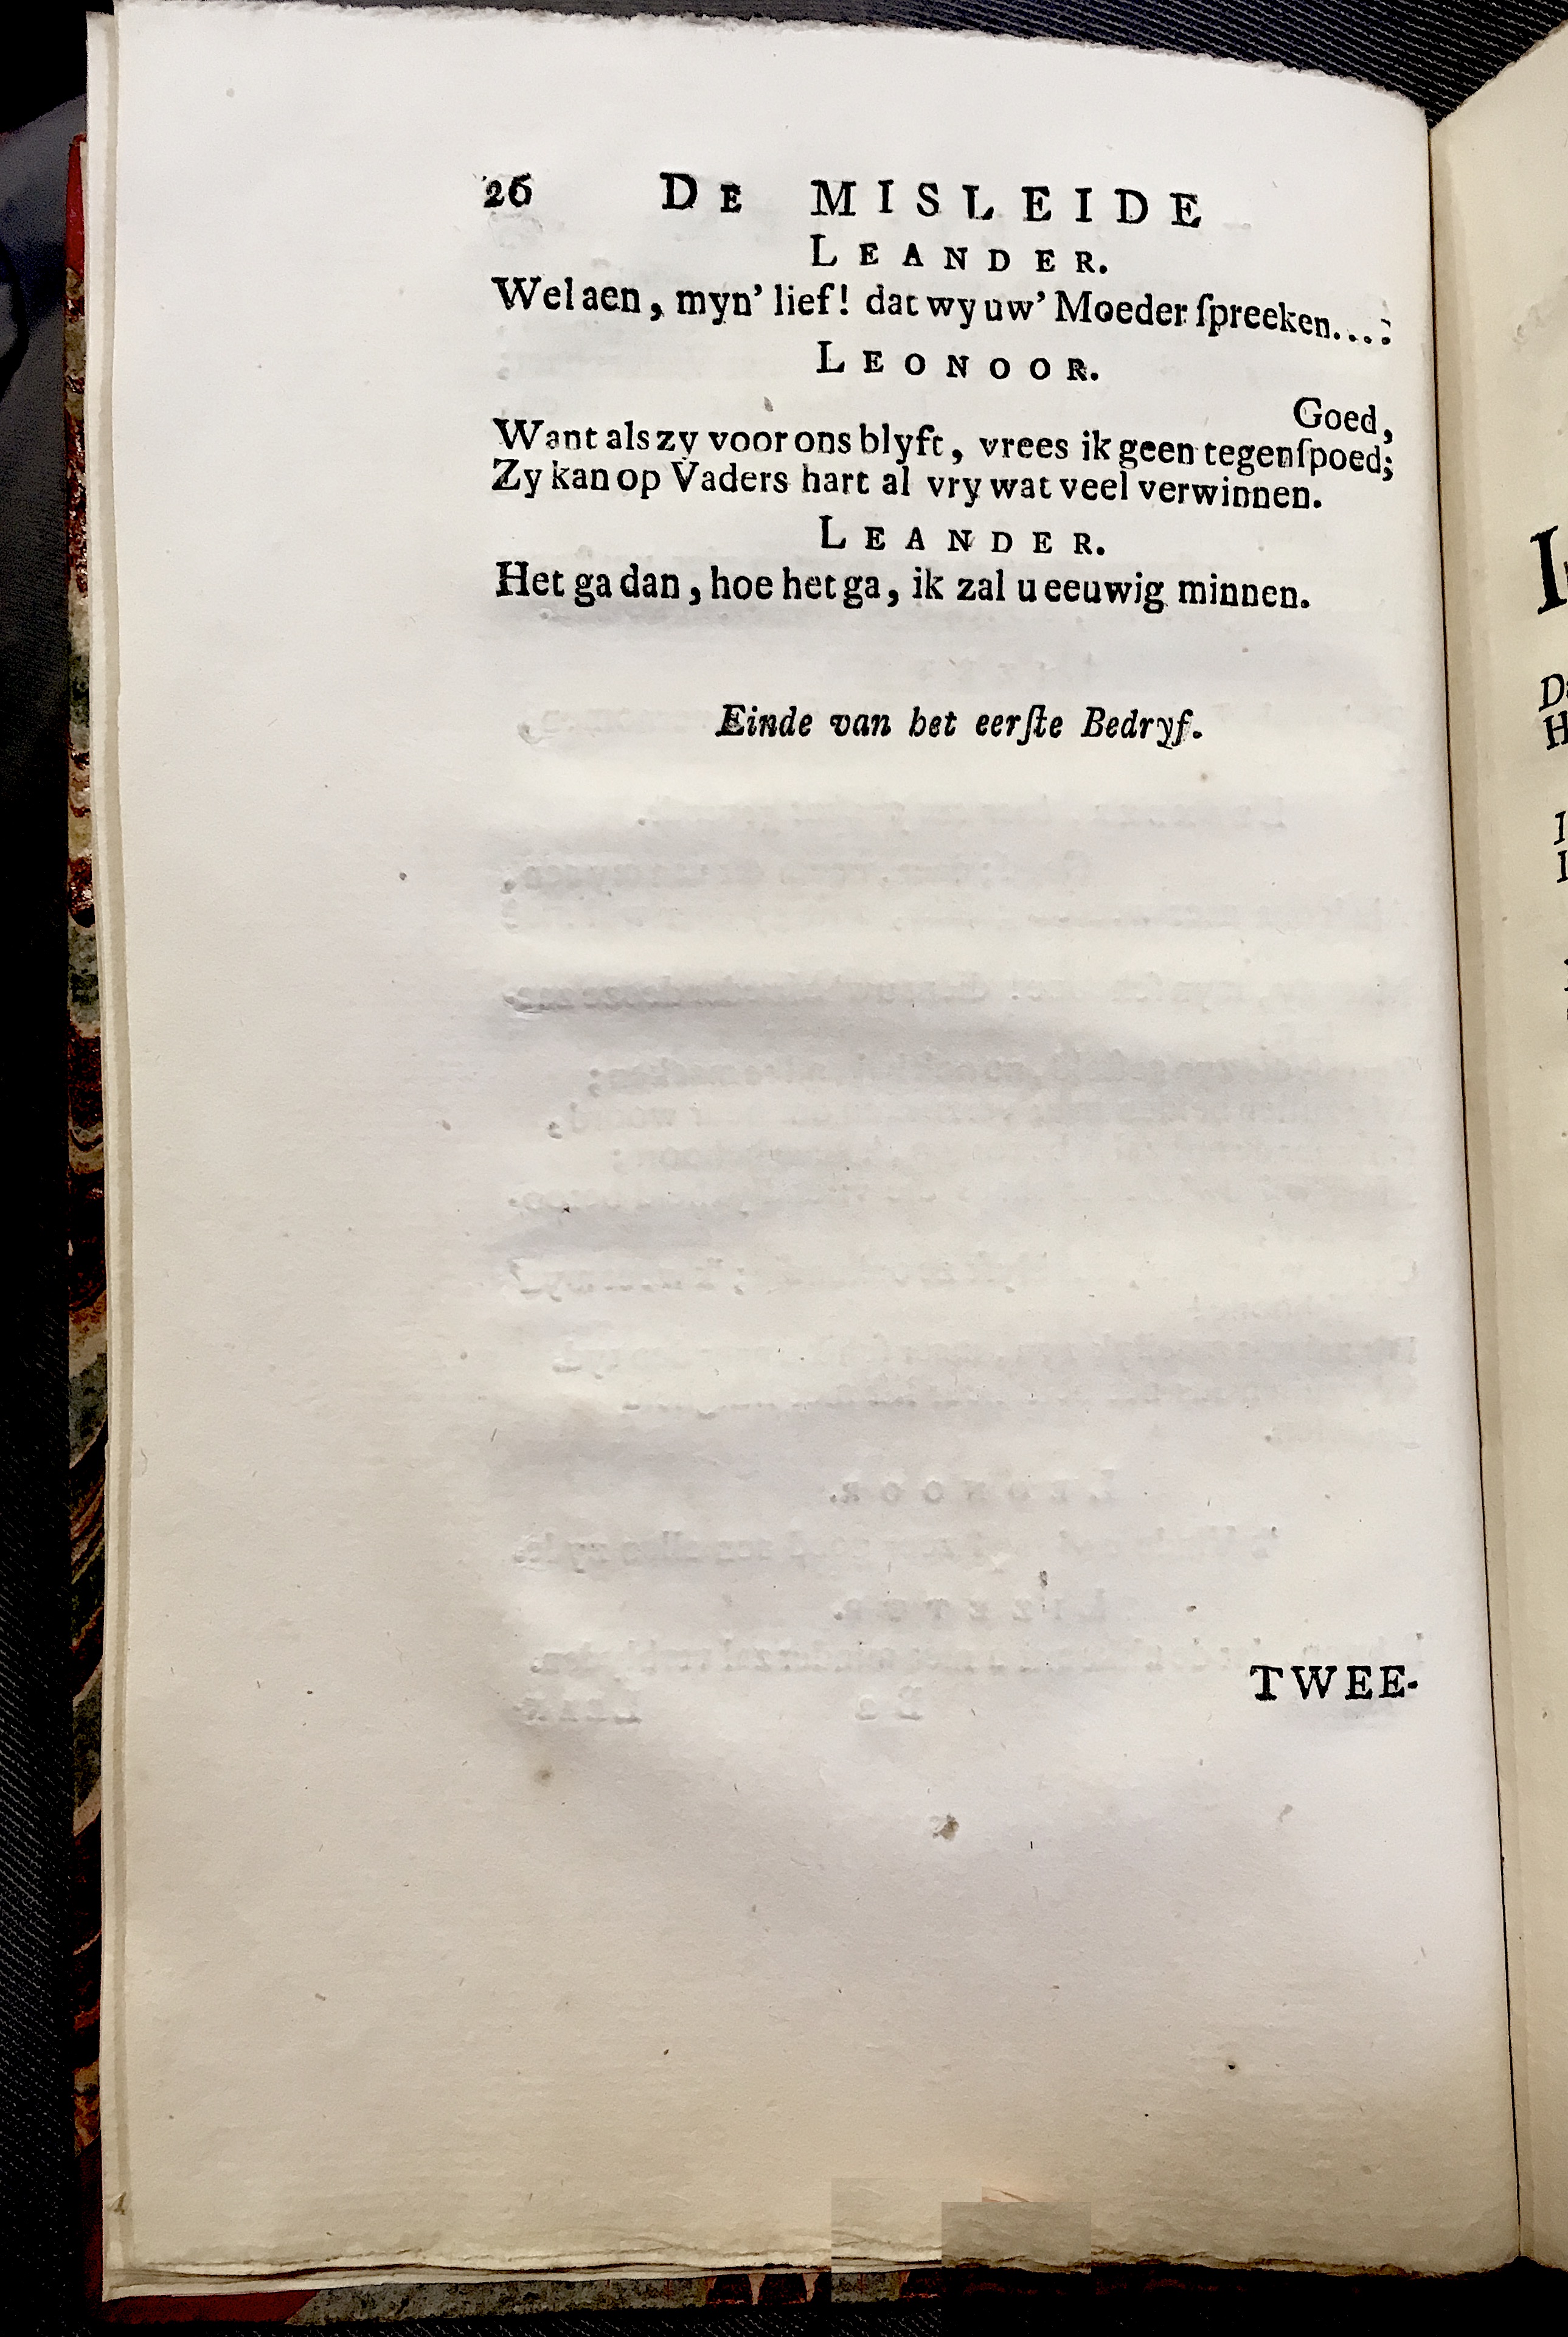 26 DE MISLEIDE
LEANDER.
Welaen, myn' lief! dat wy uw' Moeder ſpreeken....
LEONOOR.
Goed,
Want als zy voor ons blyft, vrees ik geen tegenſpoed;
Zy kan op Vaders hart al vry wat veel verwinnen.
LEANDER.
Het ga dan, hoe het ga, ik zal u eeuwig minnen.
Einde van het eerſte Bedryf.
TWEE-